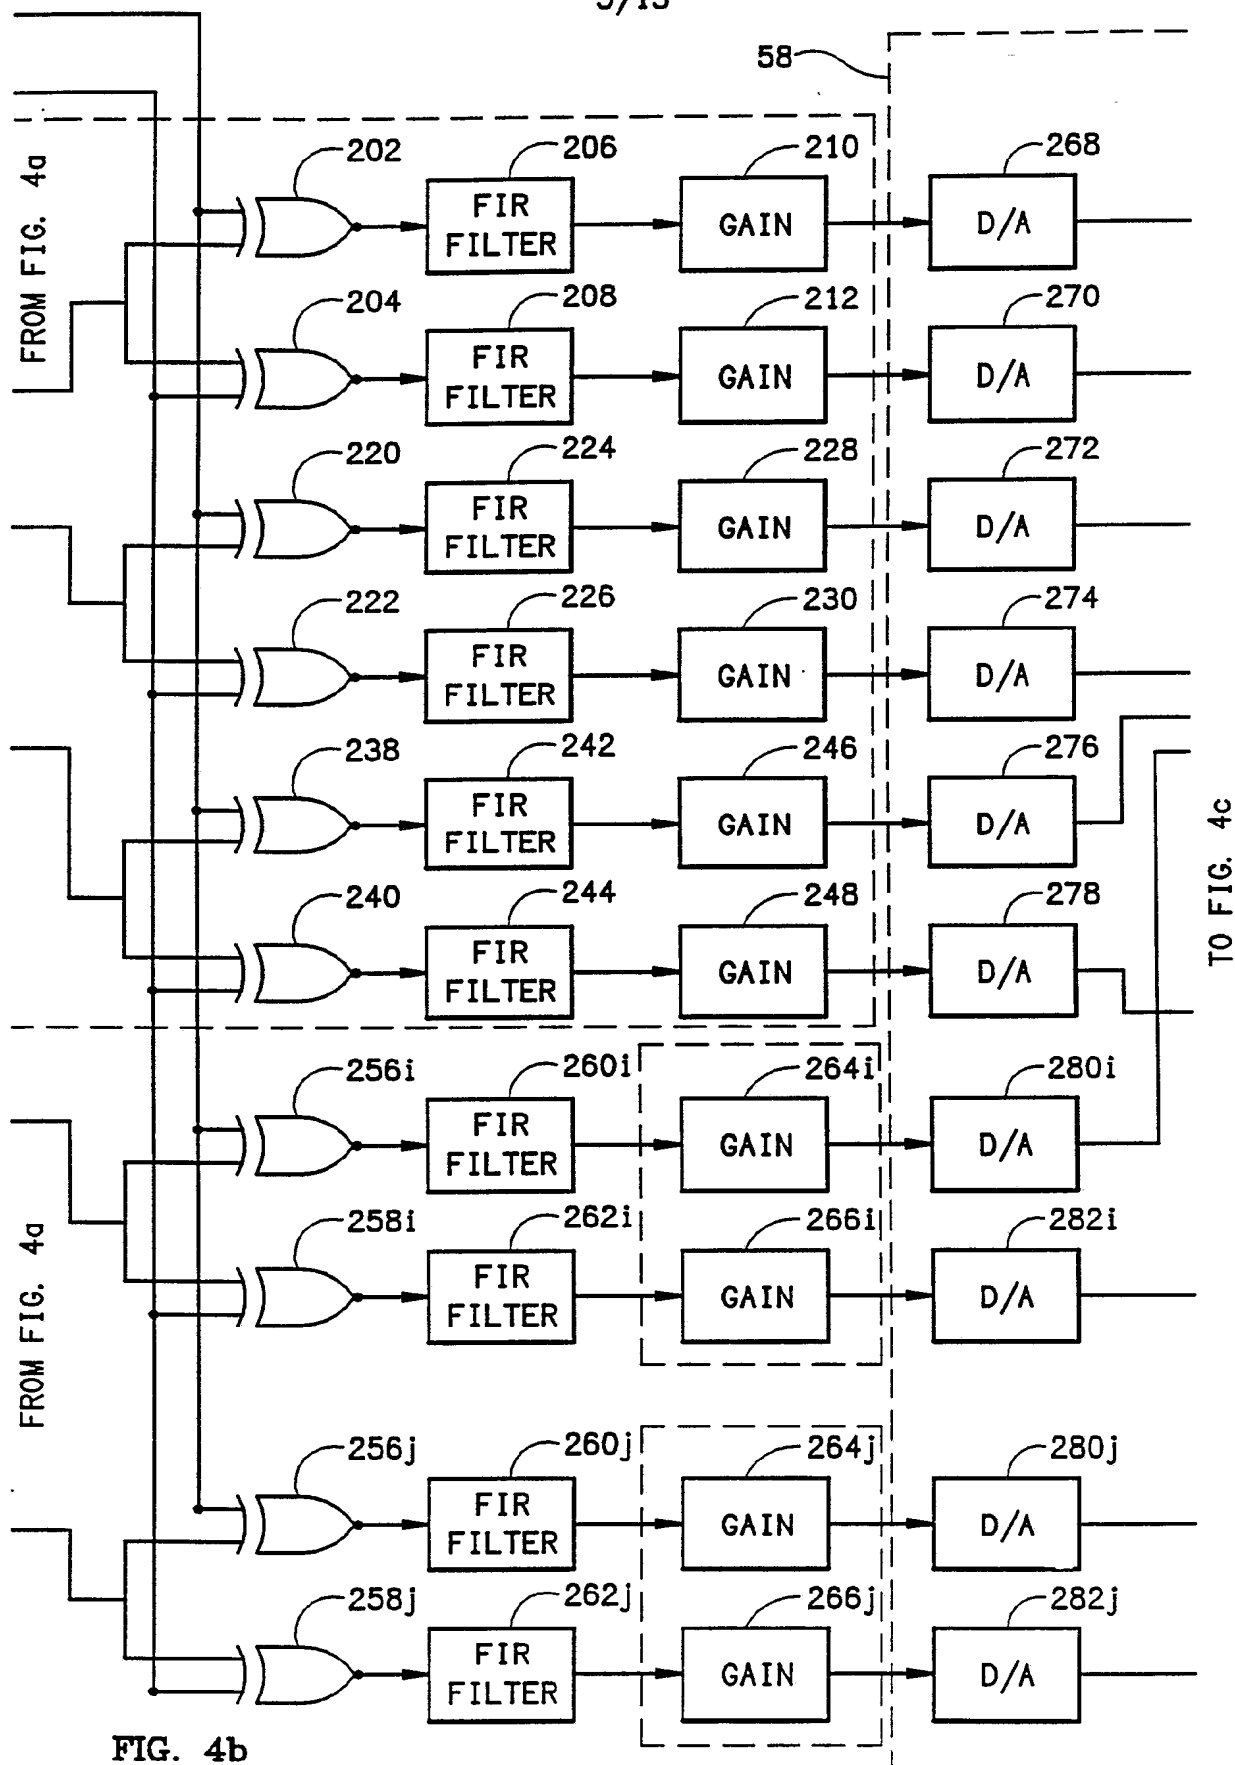 58
FROM FIG. 4a
202 206 210 268
FIR FILTER GAIN D/A
204 208 212 270
FIR FILTER GAIN D/A
220 224 228 272
FIR FILTER GAIN D/A
222 226 230 274
FIR FILTER GAIN D/A
238 242 246 276
FIR FILTER GAIN D/A
TO FIG. 4c
240 244 248 278
FIR FILTER GAIN D/A
256i 260i 264i 280i
FIR FILTER GAIN D/A
FROM FIG. 4a
258i 262i 266i 282i
FIR FILTER GAIN D/A
256j 260j 264j 280j
FIR FILTER GAIN D/A
258j 262j 266j 282j
FIR FILTER GAIN D/A
FIG. 4b